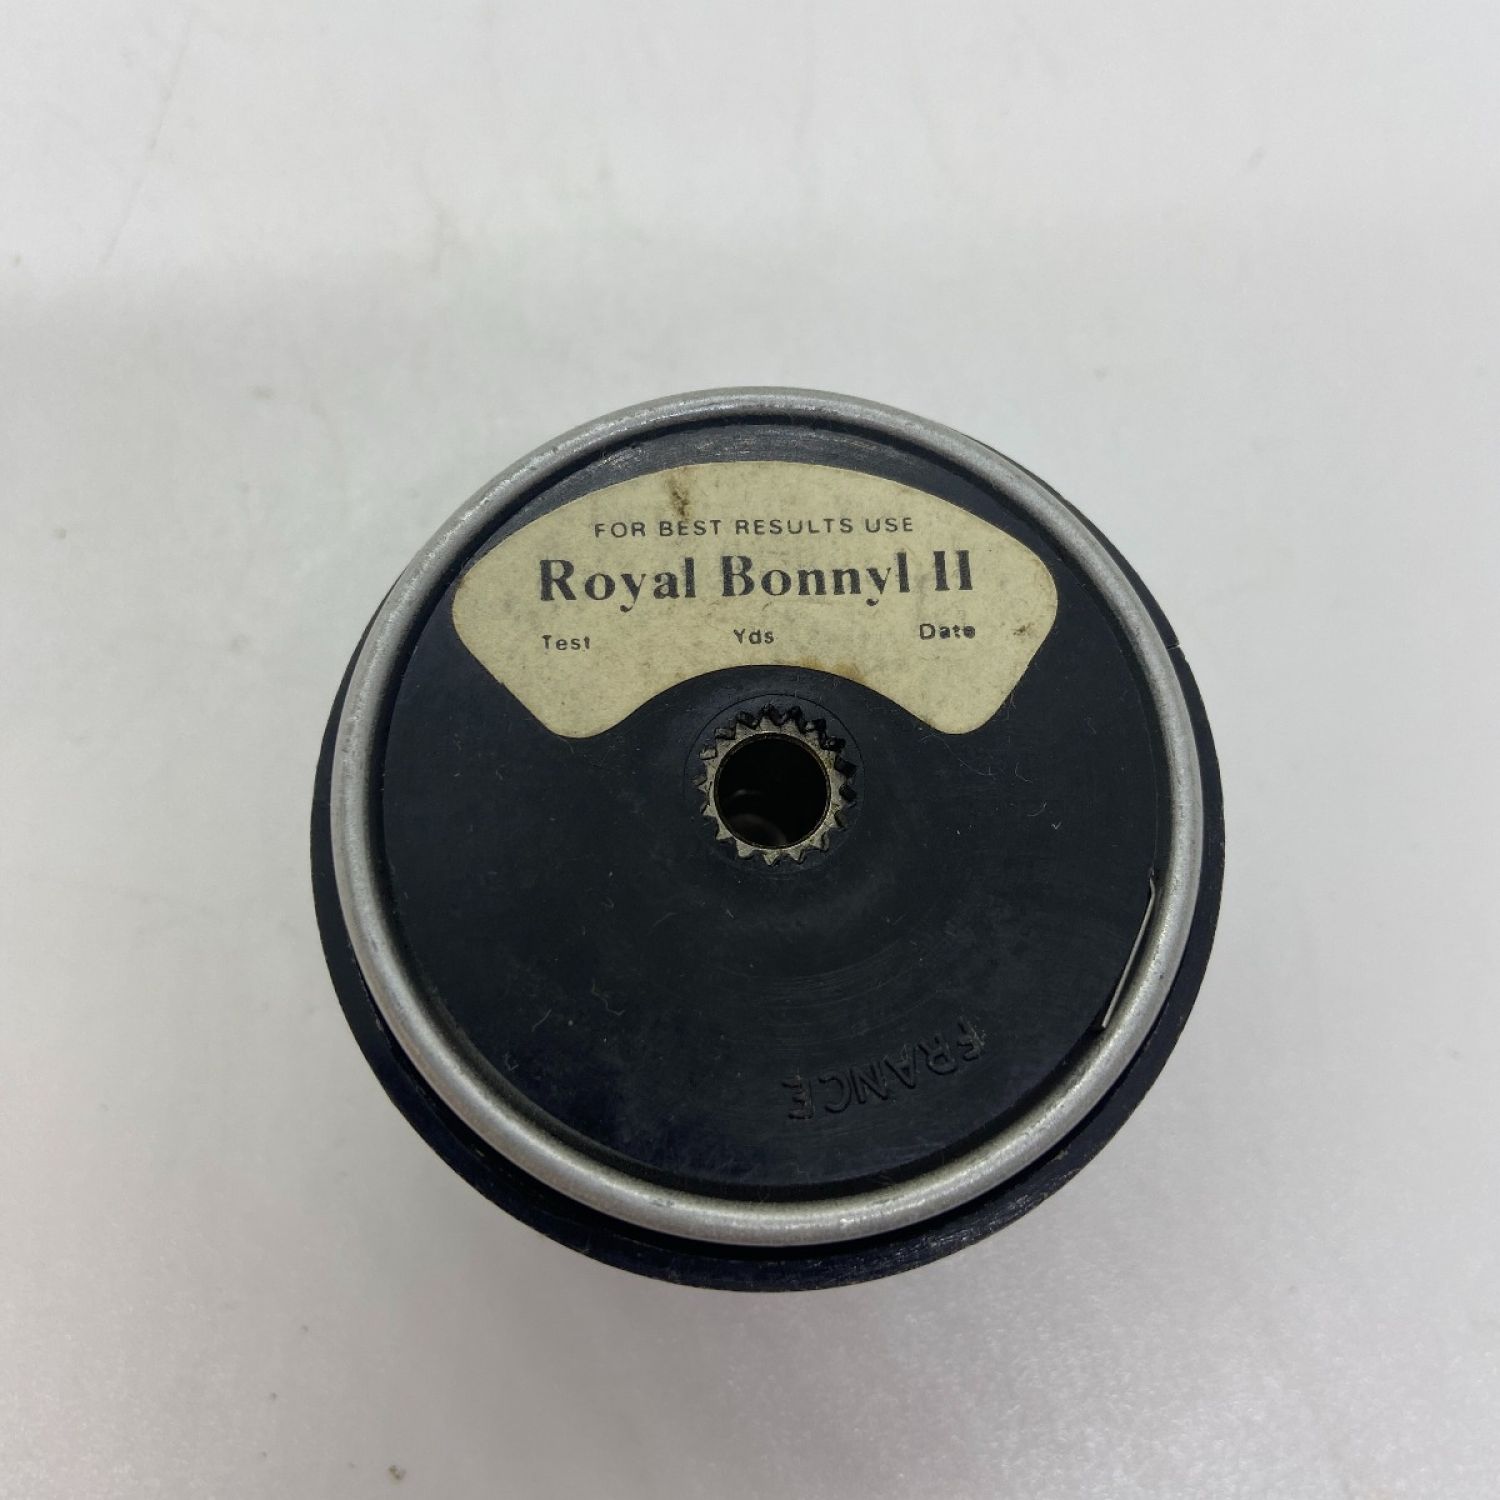 FOR BEST RESULTS USE
Royal Bonnyl II
Test Yds Date
FRANCE